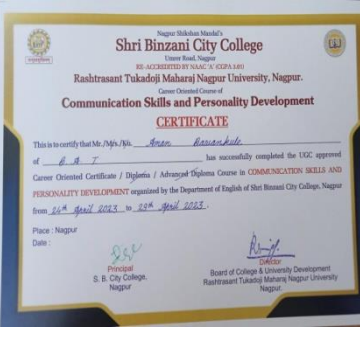 Nagpur Shikshan Mandal's
Shri Binzani City College
Umrer Road, Nagpur
RE-ACCREDITED BY NAAC 'A' (CGPA 3.03)
Rashtrasant Tukadoji Maharaj Nagpur University, Nagpur.
Career Oriented Course of
Communication Skills and Personality Development
CERTIFICATE
This is to certify that Mr./Ms./Ku. Aman
of B A I has successfully completed the UGC approved
Career Oriented Certificate / Diploma / Advanced Diploma Course in COMMUNICATION SKILLS AND
PERSONALITY DEVELOPMENT organized by the Department of English of Shri Binzani City College, Nagpur
from 24th April 2023 to 29th April 2023.
Place : Nagpur
Date :
Principal
S. B. City College,
Nagpur
Director
Board of College & University Development
Rashtrasant Tukadoji Maharaj Nagpur University
Nagpur.